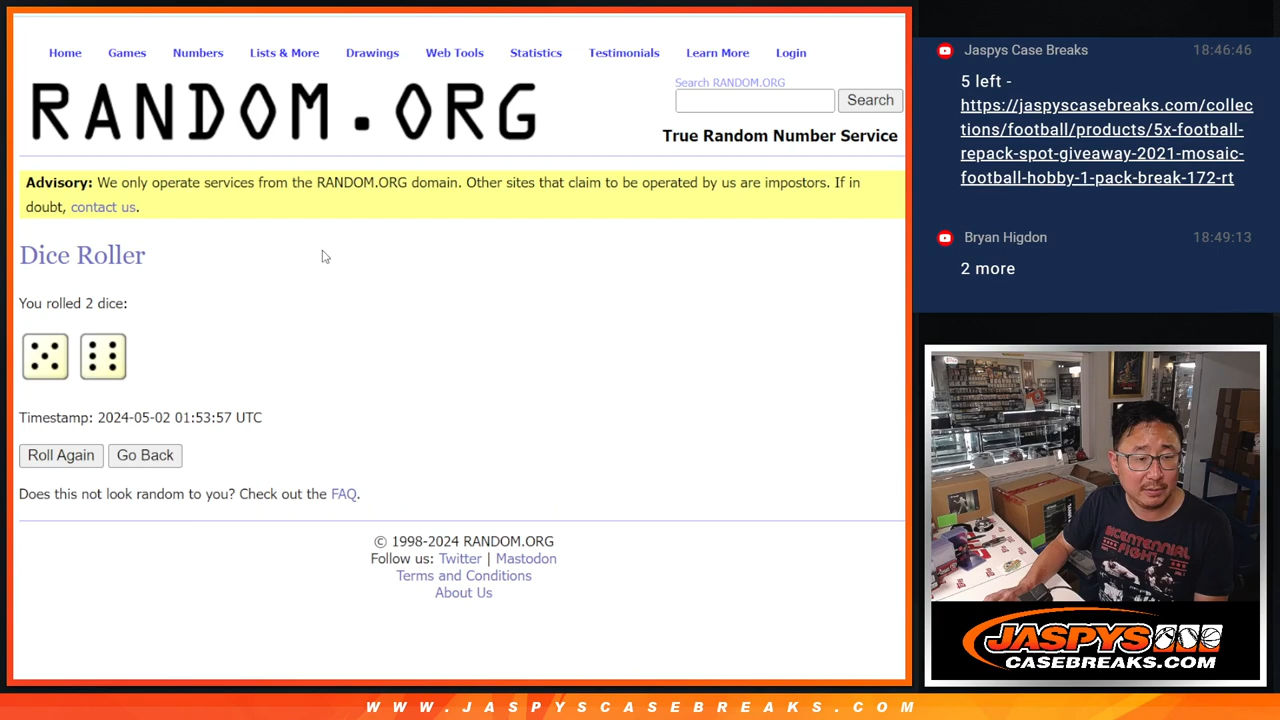 Home Games Numbers Lists & More Drawings Web Tools Statistics Testimonials Learn More Login
RANDOM.ORG
Search RANDOM.ORG
Search
True Random Number Service
Advisory: We only operate services from the RANDOM.ORG domain. Other sites that claim to be operated by us are impostors. If in
doubt, contact us.
Dice Roller
You rolled 2 dice:
Timestamp: 2024-05-02 01:53:57 UTC
Roll Again Go Back
Does this not look random to you? Check out the FAQ.
© 1998-2024 RANDOM.ORG
Follow us: Twitter | Mastodon
Terms and Conditions
About Us
Jaspys Case Breaks 18:46:46
5 left -
https://jaspyscasebreaks.com/collec
tions/football/products/5x-football-
repack-spot-giveaway-2021-mosaic-
football-hobby-1-pack-break-172-rt
Bryan Higdon 18:49:13
2 more
BICENTENNIAL
FIGHT
JASPYS
CASEBREAKS.COM
WWW.JASPYSCASEBREAKS.COM